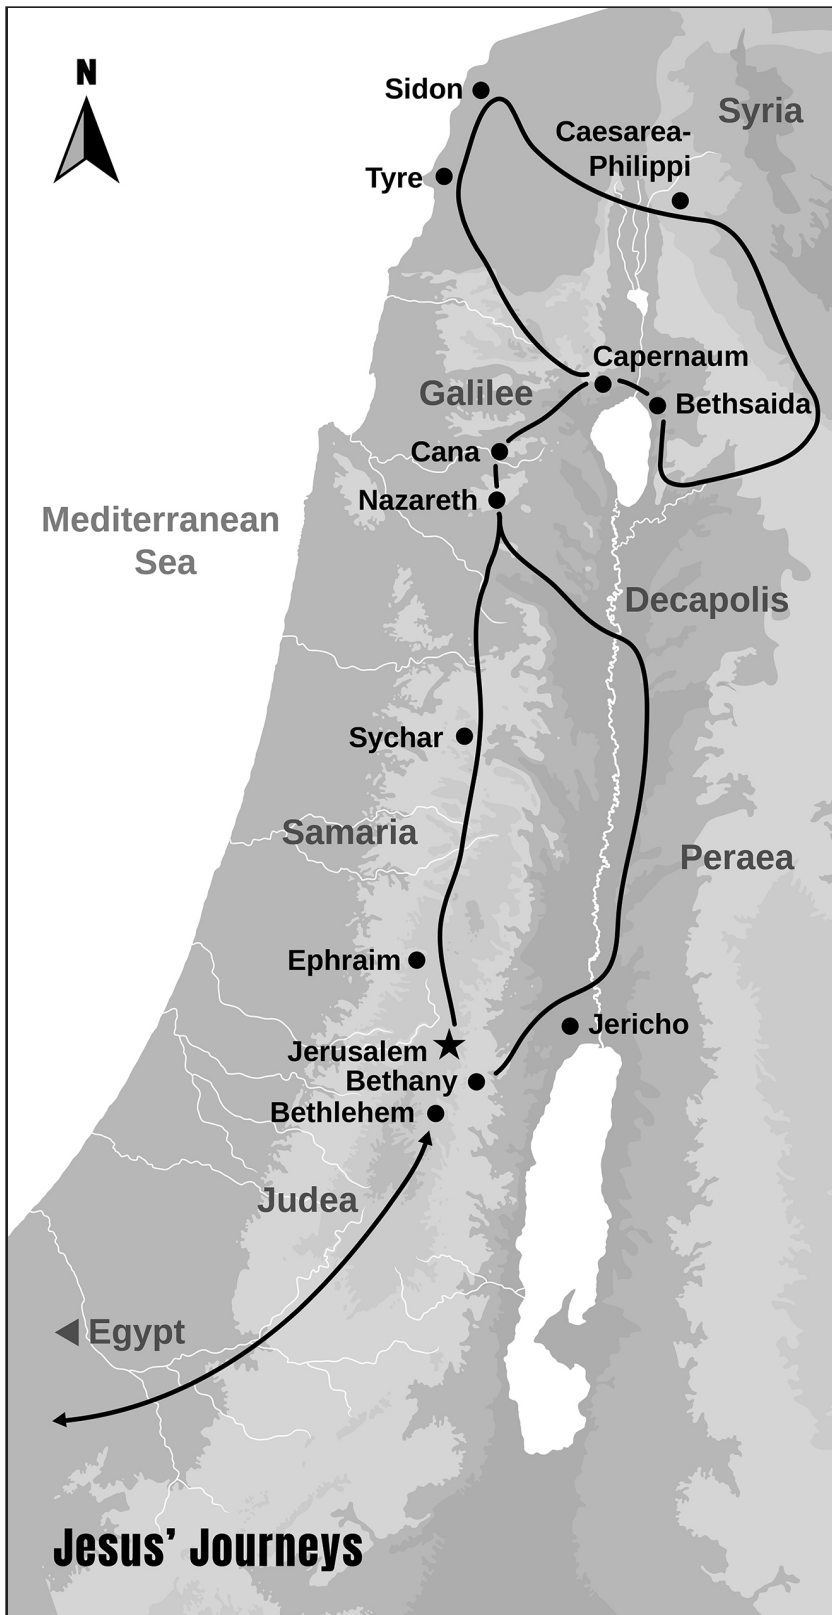 N
Sidon
Syria
Caesarea-
Philippi
Tyre
Capernaum
Galilee
Bethsaida
Cana
Nazareth
Mediterranean
Sea
Decapolis
Sychar
Samaria
Peraea
Ephraim
Jericho
Jerusalem
Bethany
Bethlehem
Judea
Egypt
Jesus’ Journeys